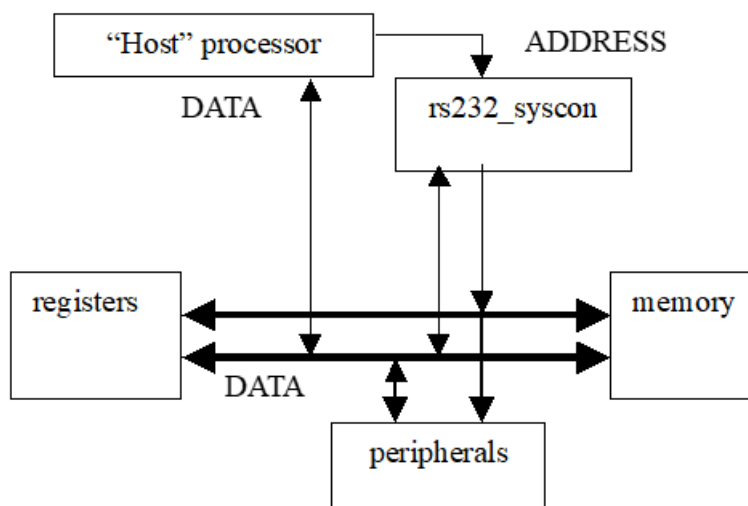 “Host” processor
ADDRESS
DATA
rs232_syscon
registers
memory
DATA
peripherals